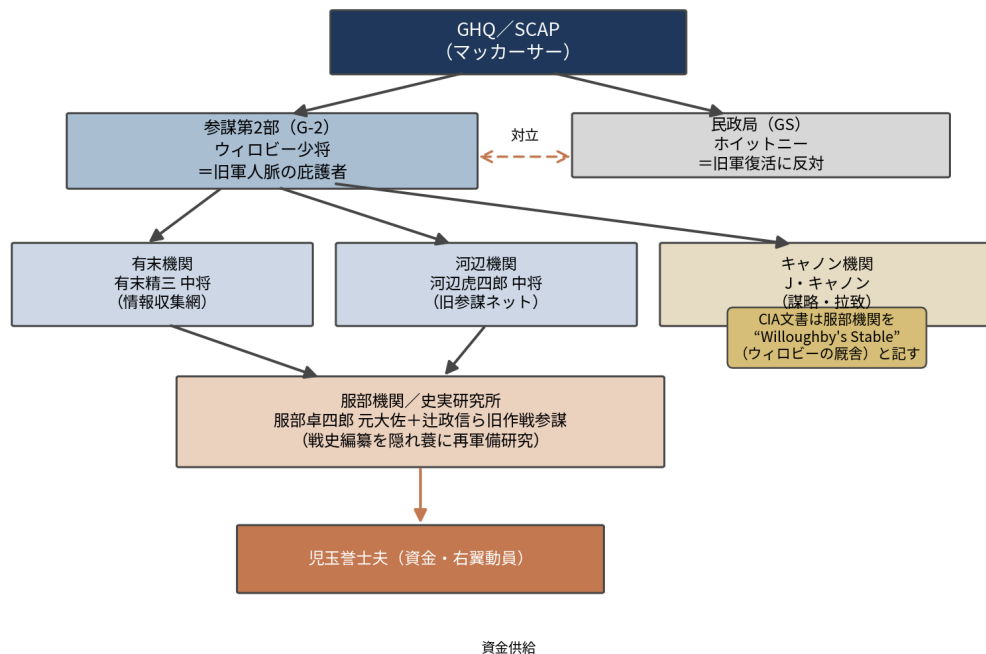 GHQ／SCAP
（マッカーサー）
参謀第2部（G-2）
ウィロビー少将
＝旧軍人脈の庇護者
対立
民政局（GS）
ホイットニー
＝旧軍復活に反対
有末機関
有末精三 中将
（情報収集網）
河辺機関
河辺虎四郎 中将
（旧参謀ネット）
キャノン機関
J・キャノン
（謀略・拉致）
CIA文書は服部機関を
“Willoughby's Stable”
（ウィロビーの厩舎）と記す
服部機関／史実研究所
服部卓四郎 元大佐＋辻政信ら旧作戦参謀
（戦史編纂を隠れ蓑に再軍備研究）
児玉誉士夫（資金・右翼動員）
資金供給